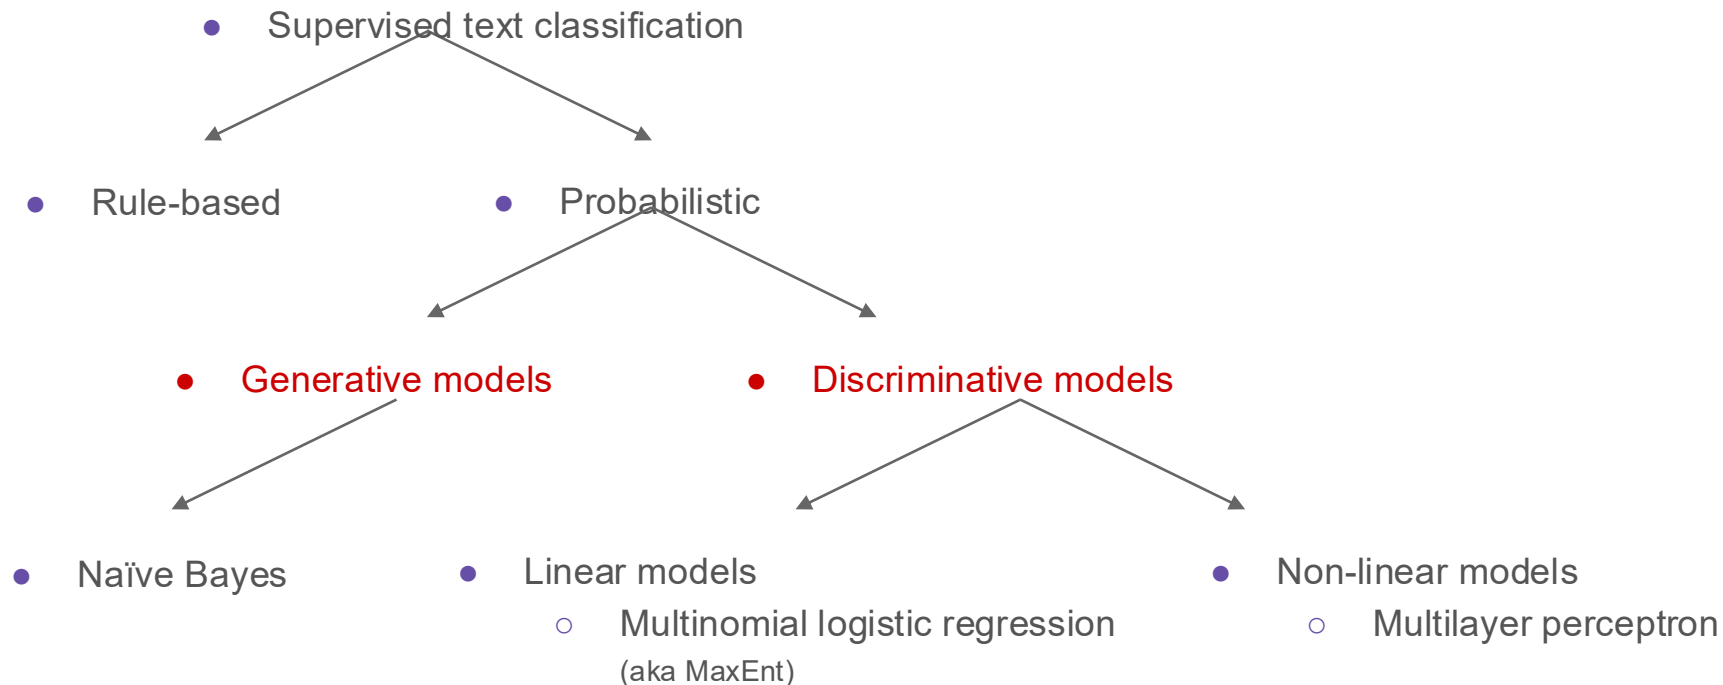 ● Supervised text classification
● Rule-based
● Probabilistic
● Generative models
● Discriminative models
● Naïve Bayes
● Linear models
○ Multinomial logistic regression
(aka MaxEnt)
● Non-linear models
○ Multilayer perceptron